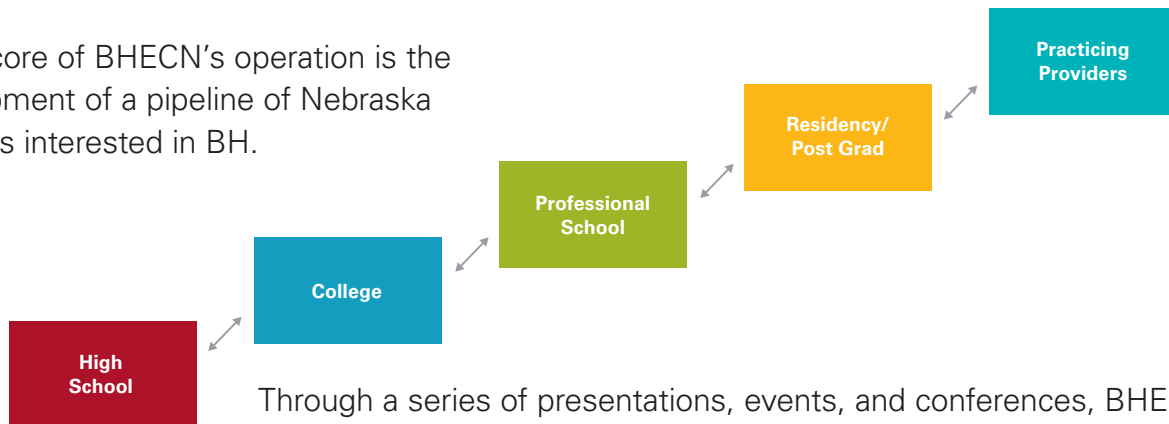 core of BHECN’s operation is the
pment of a pipeline of Nebraska
s interested in BH.
Practicing
Providers
Residency/
Post Grad
Professional
School
College
High
School
Through a series of presentations, events, and conferences, BHE